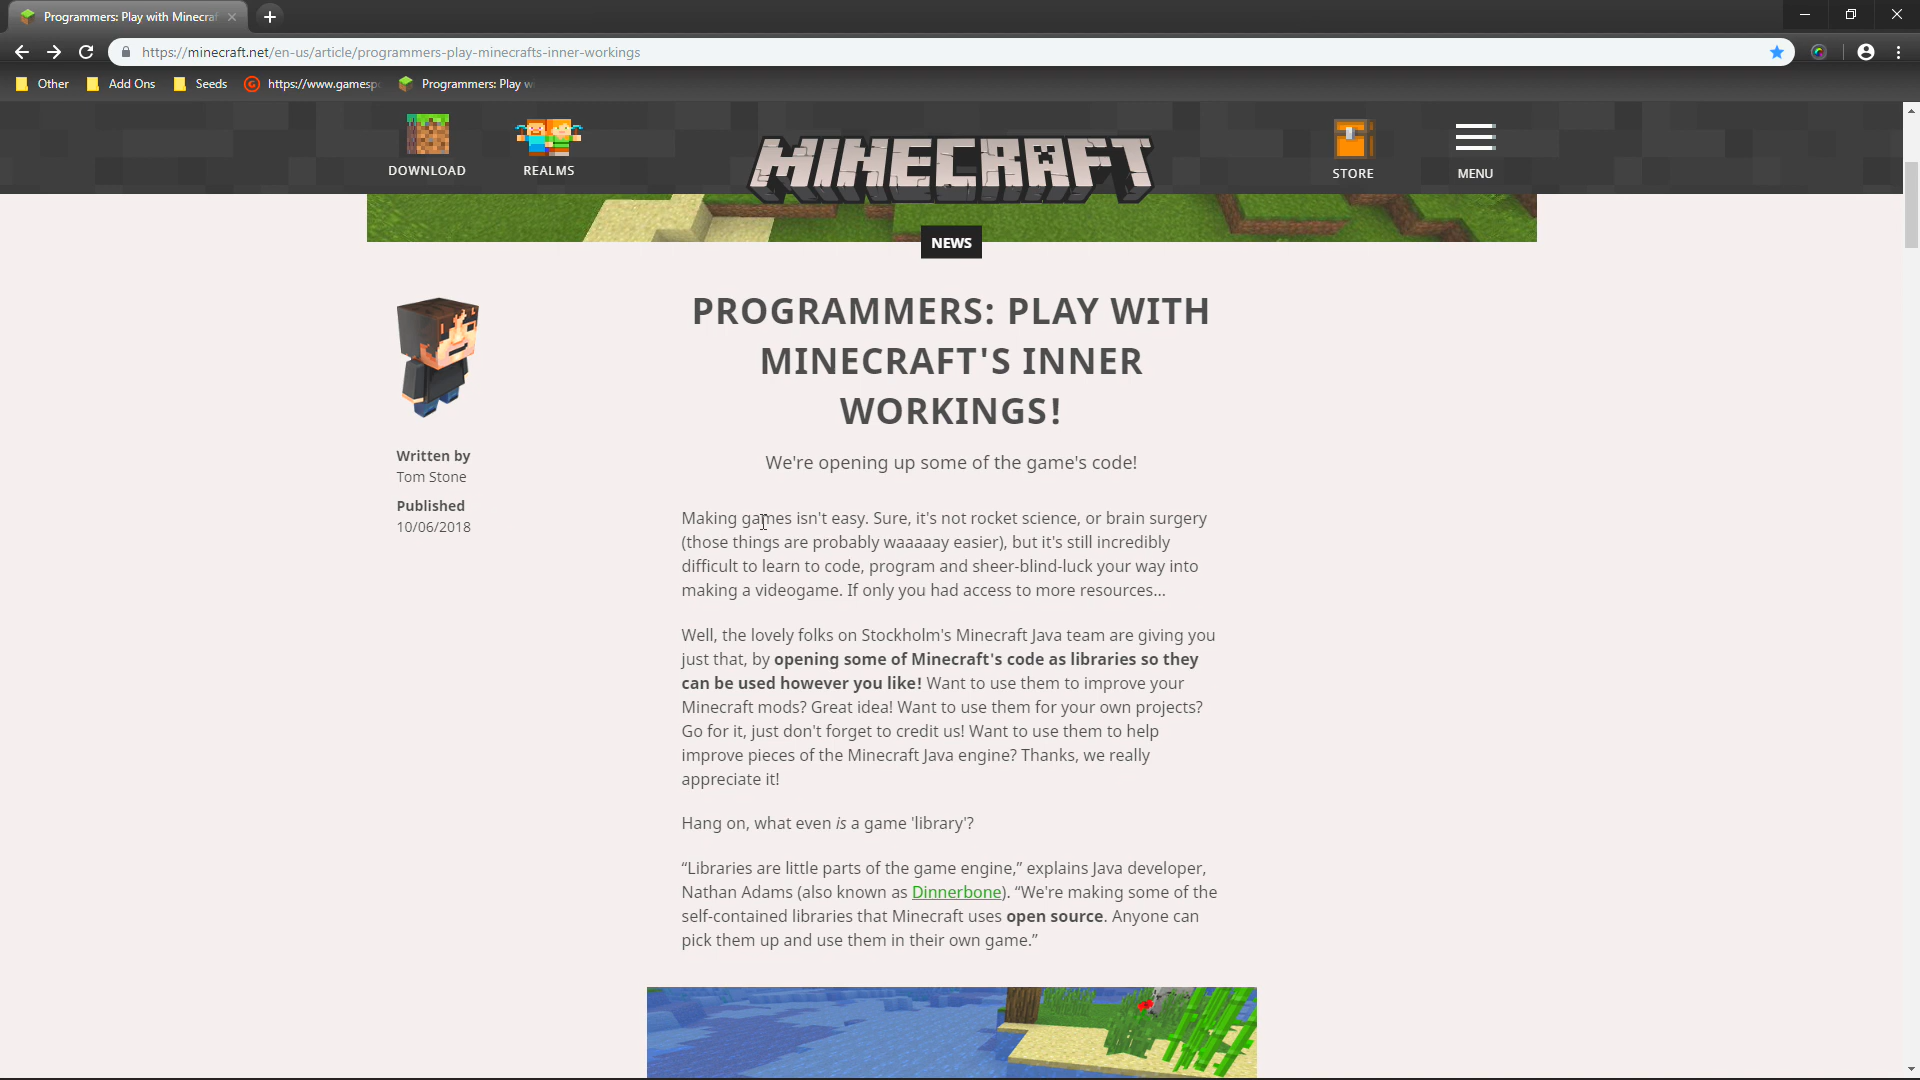 Programmers: Play with Minecraf
https://minecraft.net/en-us/article/programmers-play-minecrafts-inner-workings
Other
Add Ons
Seeds
https://www.gamesp
Programmers: Play w
DOWNLOAD
REALMS
MINECRAFT
STORE
MENU
NEWS
PROGRAMMERS: PLAY WITH
MINECRAFT'S INNER
WORKINGS!
We're opening up some of the game's code!
Written by
Tom Stone
Published
10/06/2018
Making games isn't easy. Sure, it's not rocket science, or brain surgery
(those things are probably waaaaay easier), but it's still incredibly
difficult to learn to code, program and sheer-blind-luck your way into
making a videogame. If only you had access to more resources...
Well, the lovely folks on Stockholm's Minecraft Java team are giving you
just that, by opening some of Minecraft's code as libraries so they
can be used however you like! Want to use them to improve your
Minecraft mods? Great idea! Want to use them for your own projects?
Go for it, just don't forget to credit us! Want to use them to help
improve pieces of the Minecraft Java engine? Thanks, we really
appreciate it!
Hang on, what even is a game 'library'?
“Libraries are little parts of the game engine,” explains Java developer,
Nathan Adams (also known as Dinnerbone). “We're making some of the
self-contained libraries that Minecraft uses open source. Anyone can
pick them up and use them in their own game.”